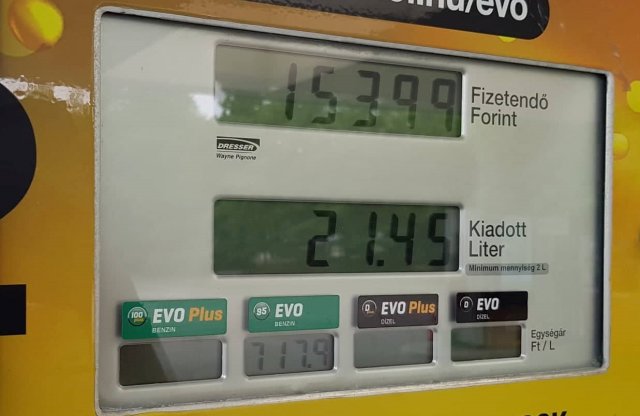 /evo
15399
Fizetendő
Forint
DRESSER
Wayne Pignone
21.45
Kiadott
Liter
Minimum mennyiség 2 L
100 EVO Plus
BENZIN
95 EVO
BENZIN
D EVO Plus
DÍZEL
D EVO
DÍZEL
717.9
Egységár
Ft / L